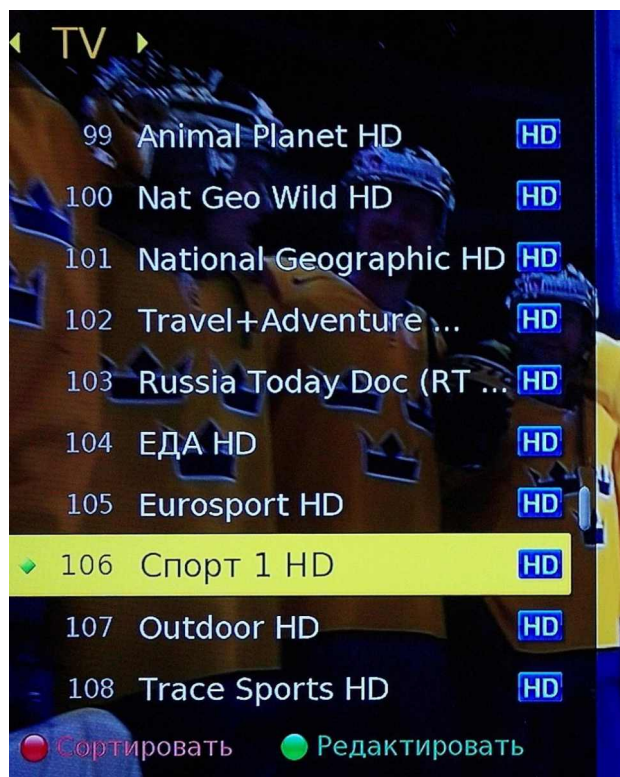 TV
99 Animal Planet HD HD
100 Nat Geo Wild HD HD
101 National Geographic HD HD
102 Travel+Adventure ... HD
103 Russia Today Doc (RT ... HD
104 ЕДА HD HD
105 Eurosport HD HD
106 Спорт 1 HD HD
107 Outdoor HD HD
108 Trace Sports HD HD
Сортировать Редактировать